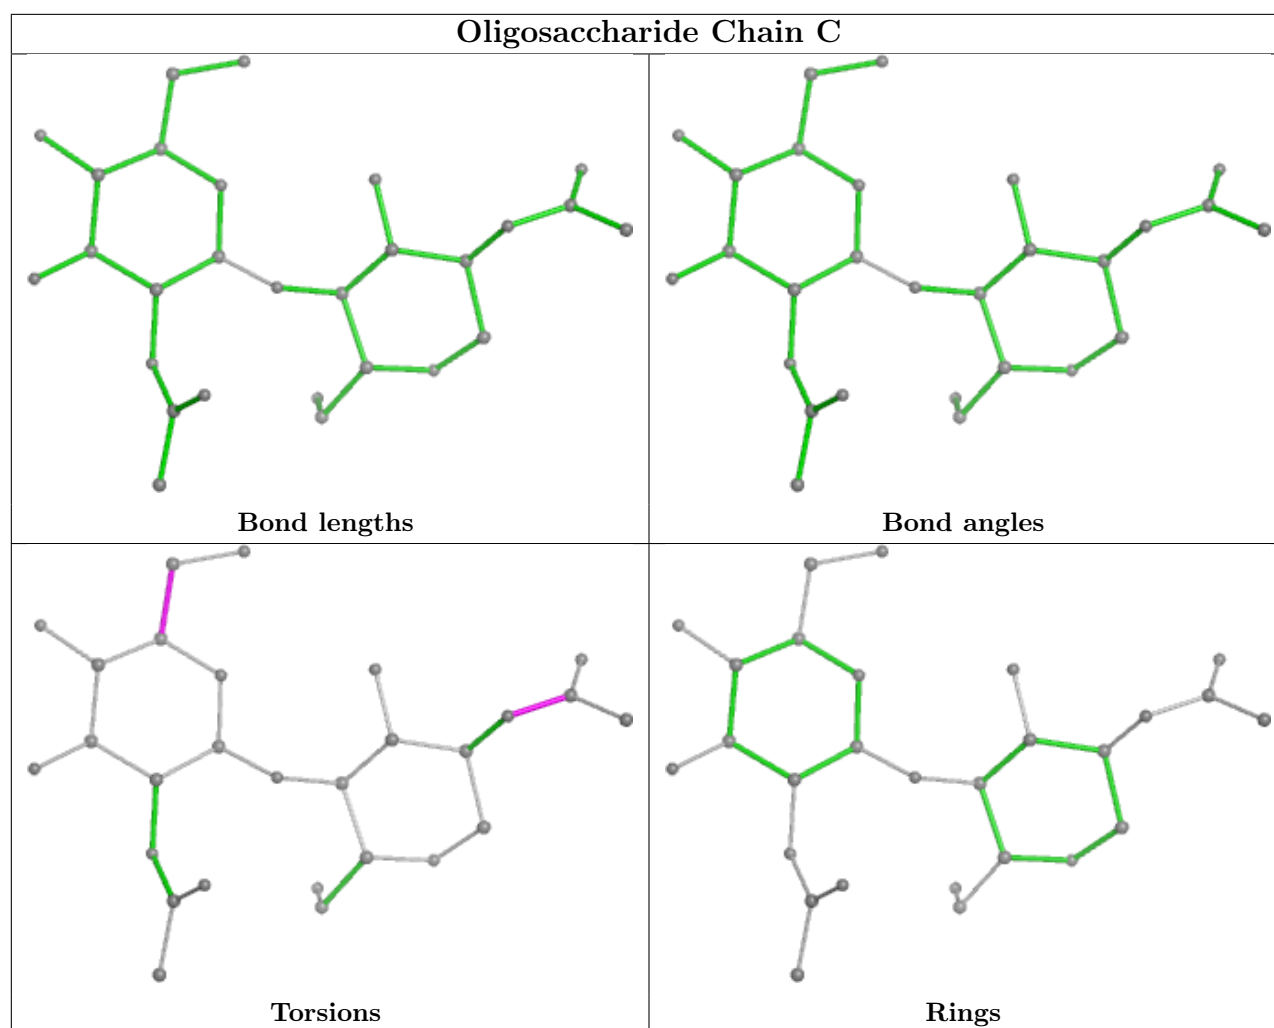 Oligosaccharide Chain C
Bond lengths
Bond angles
Torsions
Rings